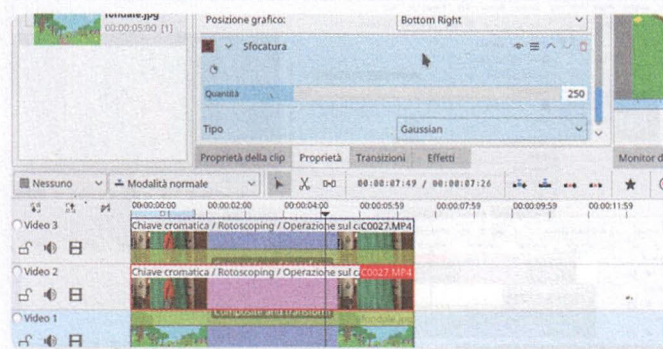 fondale.jpg
00:00:05:00 [1]
Posizione grafico:
Bottom Right
Sfocatura
Quantità
250
Tipo
Gaussian
Proprietà della clip
Proprietà
Transizioni
Effetti
Monitor d
Nessuno
Modalità normale
00:00:07:49 / 00:00:07:26
00:00:00:00
00:00:02:00
00:00:04:00
00:00:05:59
00:00:07:59
00:00:09:59
00:00:11:59
Video 3
Chiave cromatica / Rotoscoping / Operazione sul c
C0027.MP4
Video 2
Chiave cromatica / Rotoscoping / Operazione sul c
C0027.MP4
Composite and transform
Video 1
fondale.jpg